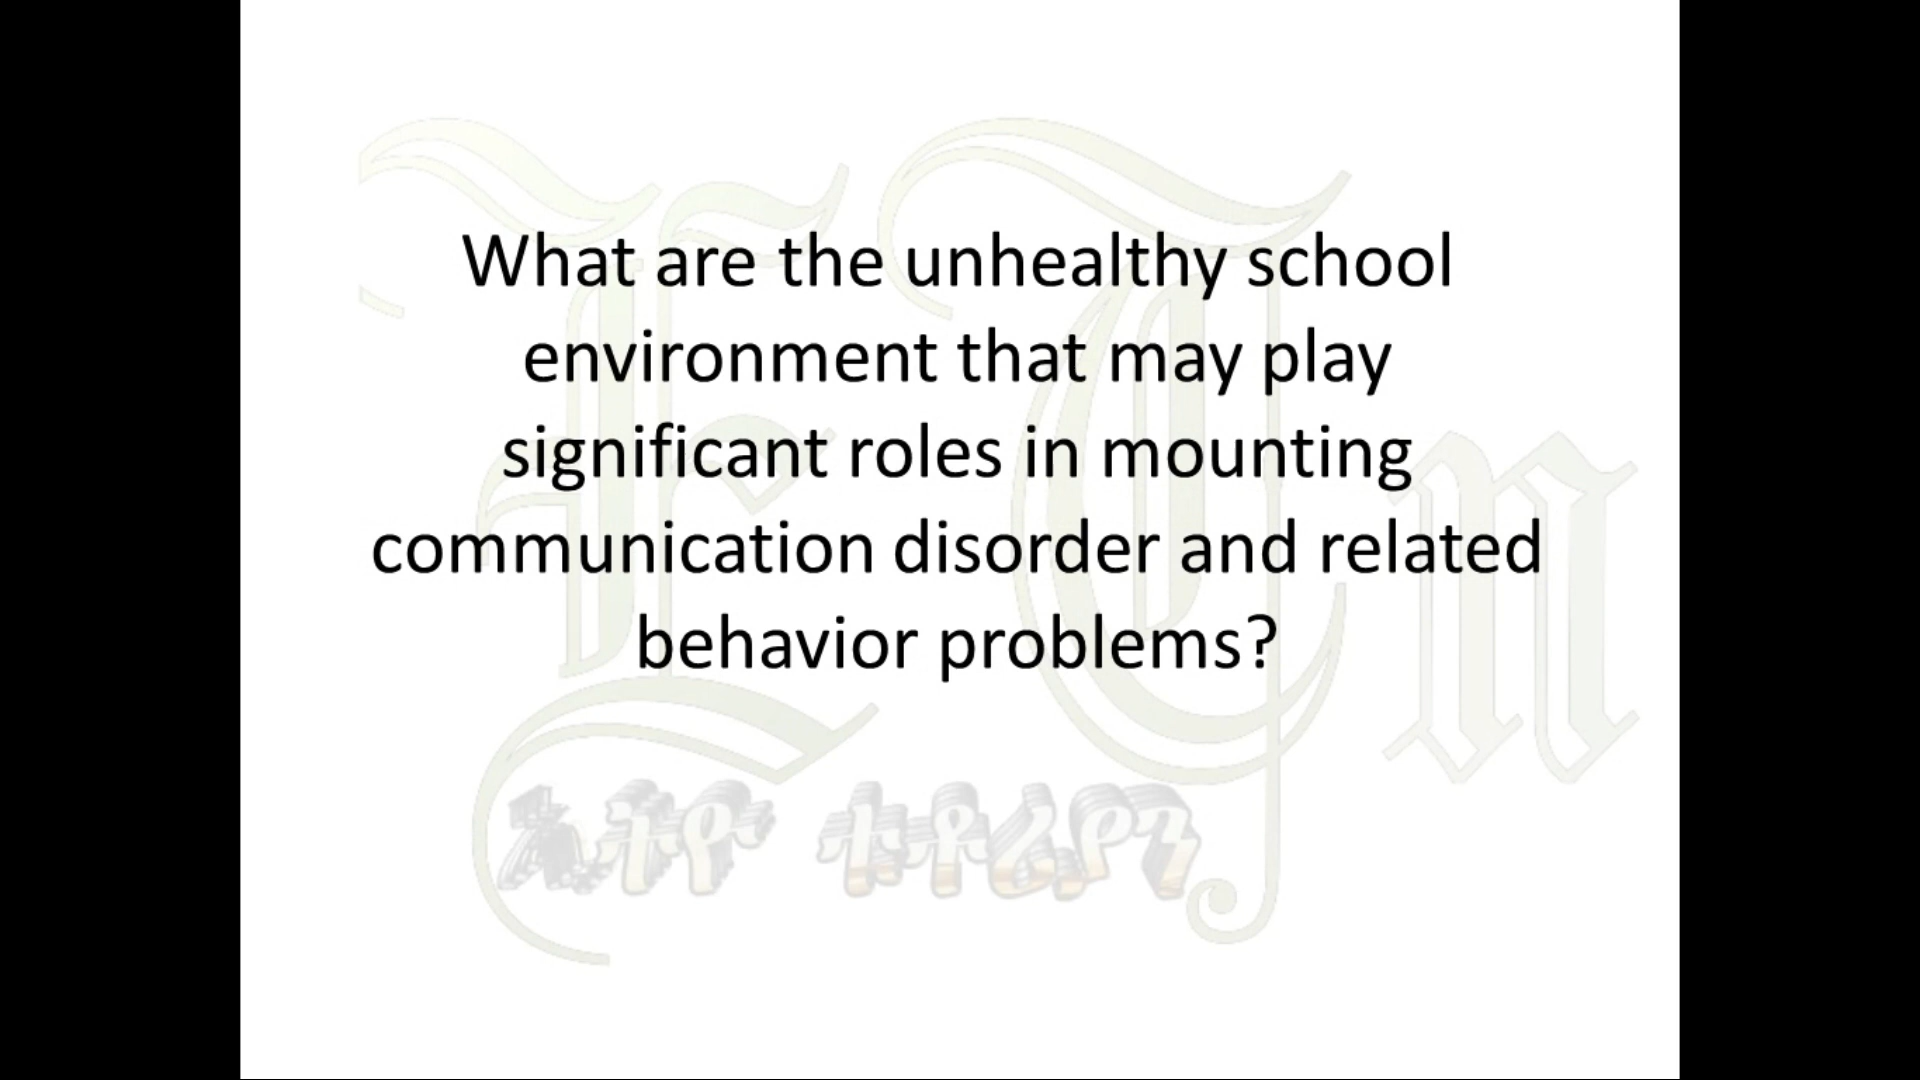 What are the unhealthy school
environment that may play
significant roles in mounting
communication disorder and related
behavior problems?